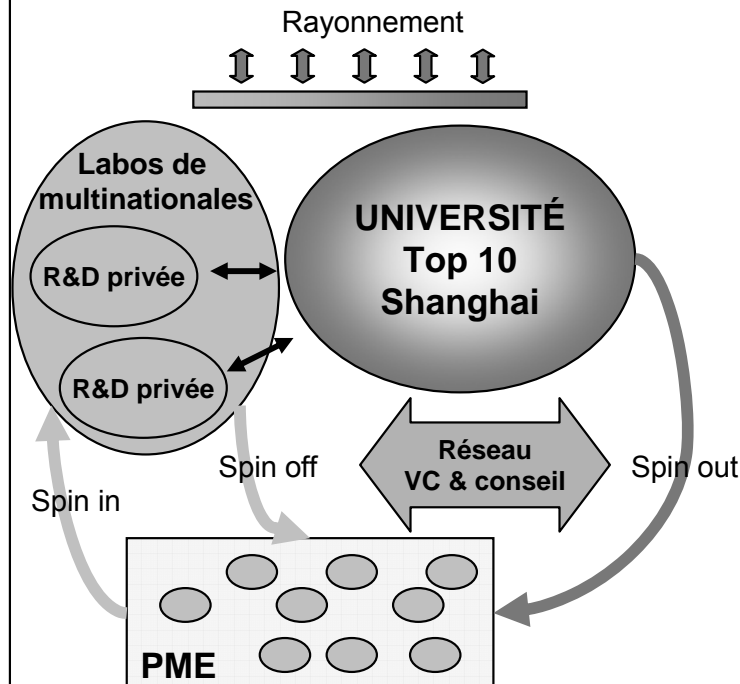 Rayonnement
Labos de
multinationales
R&D privée
R&D privée
UNIVERSITÉ
Top 10
Shanghai
Spin in
Spin off
Réseau
VC & conseil
Spin out
PME